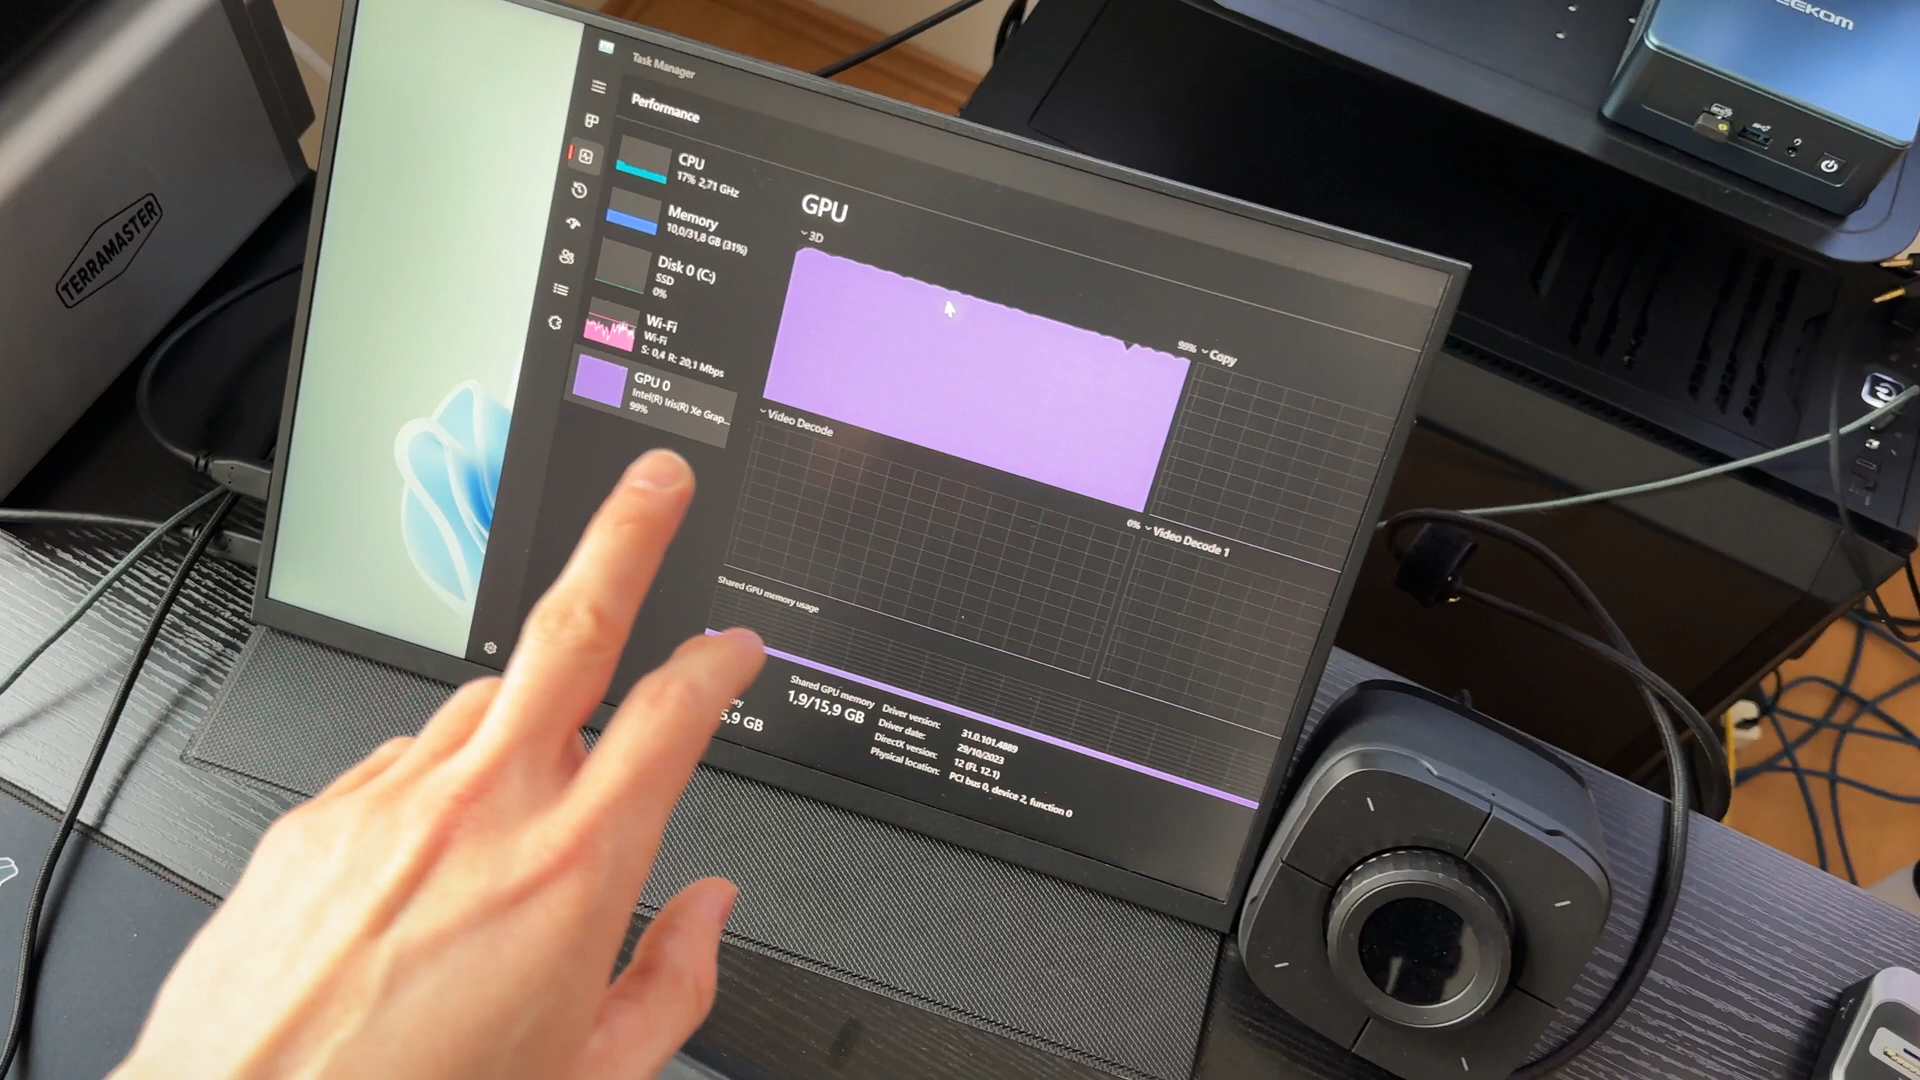 TERRAMASTER
Task Manager
Performance
CPU
17% 2,71 GHz
Memory
10,0/31,8 GB (31%)
Disk 0 (C:)
SSD
0%
Wi-Fi
Wi-Fi
S: 0,4 R: 20,1 Mbps
GPU 0
Intel(R) Iris(R) Xe Grap...
99%
GPU
3D
99%
Copy
Video Decode
0%
Video Decode 1
Shared GPU memory usage
5,9 GB
Shared GPU memory
1,9/15,9 GB
Driver version: 31.0.101.4889
Driver date: 29/10/2023
DirectX version: 12 (FL 12.1)
Physical location: PCI bus 0, device 2, function 0
EEKOM